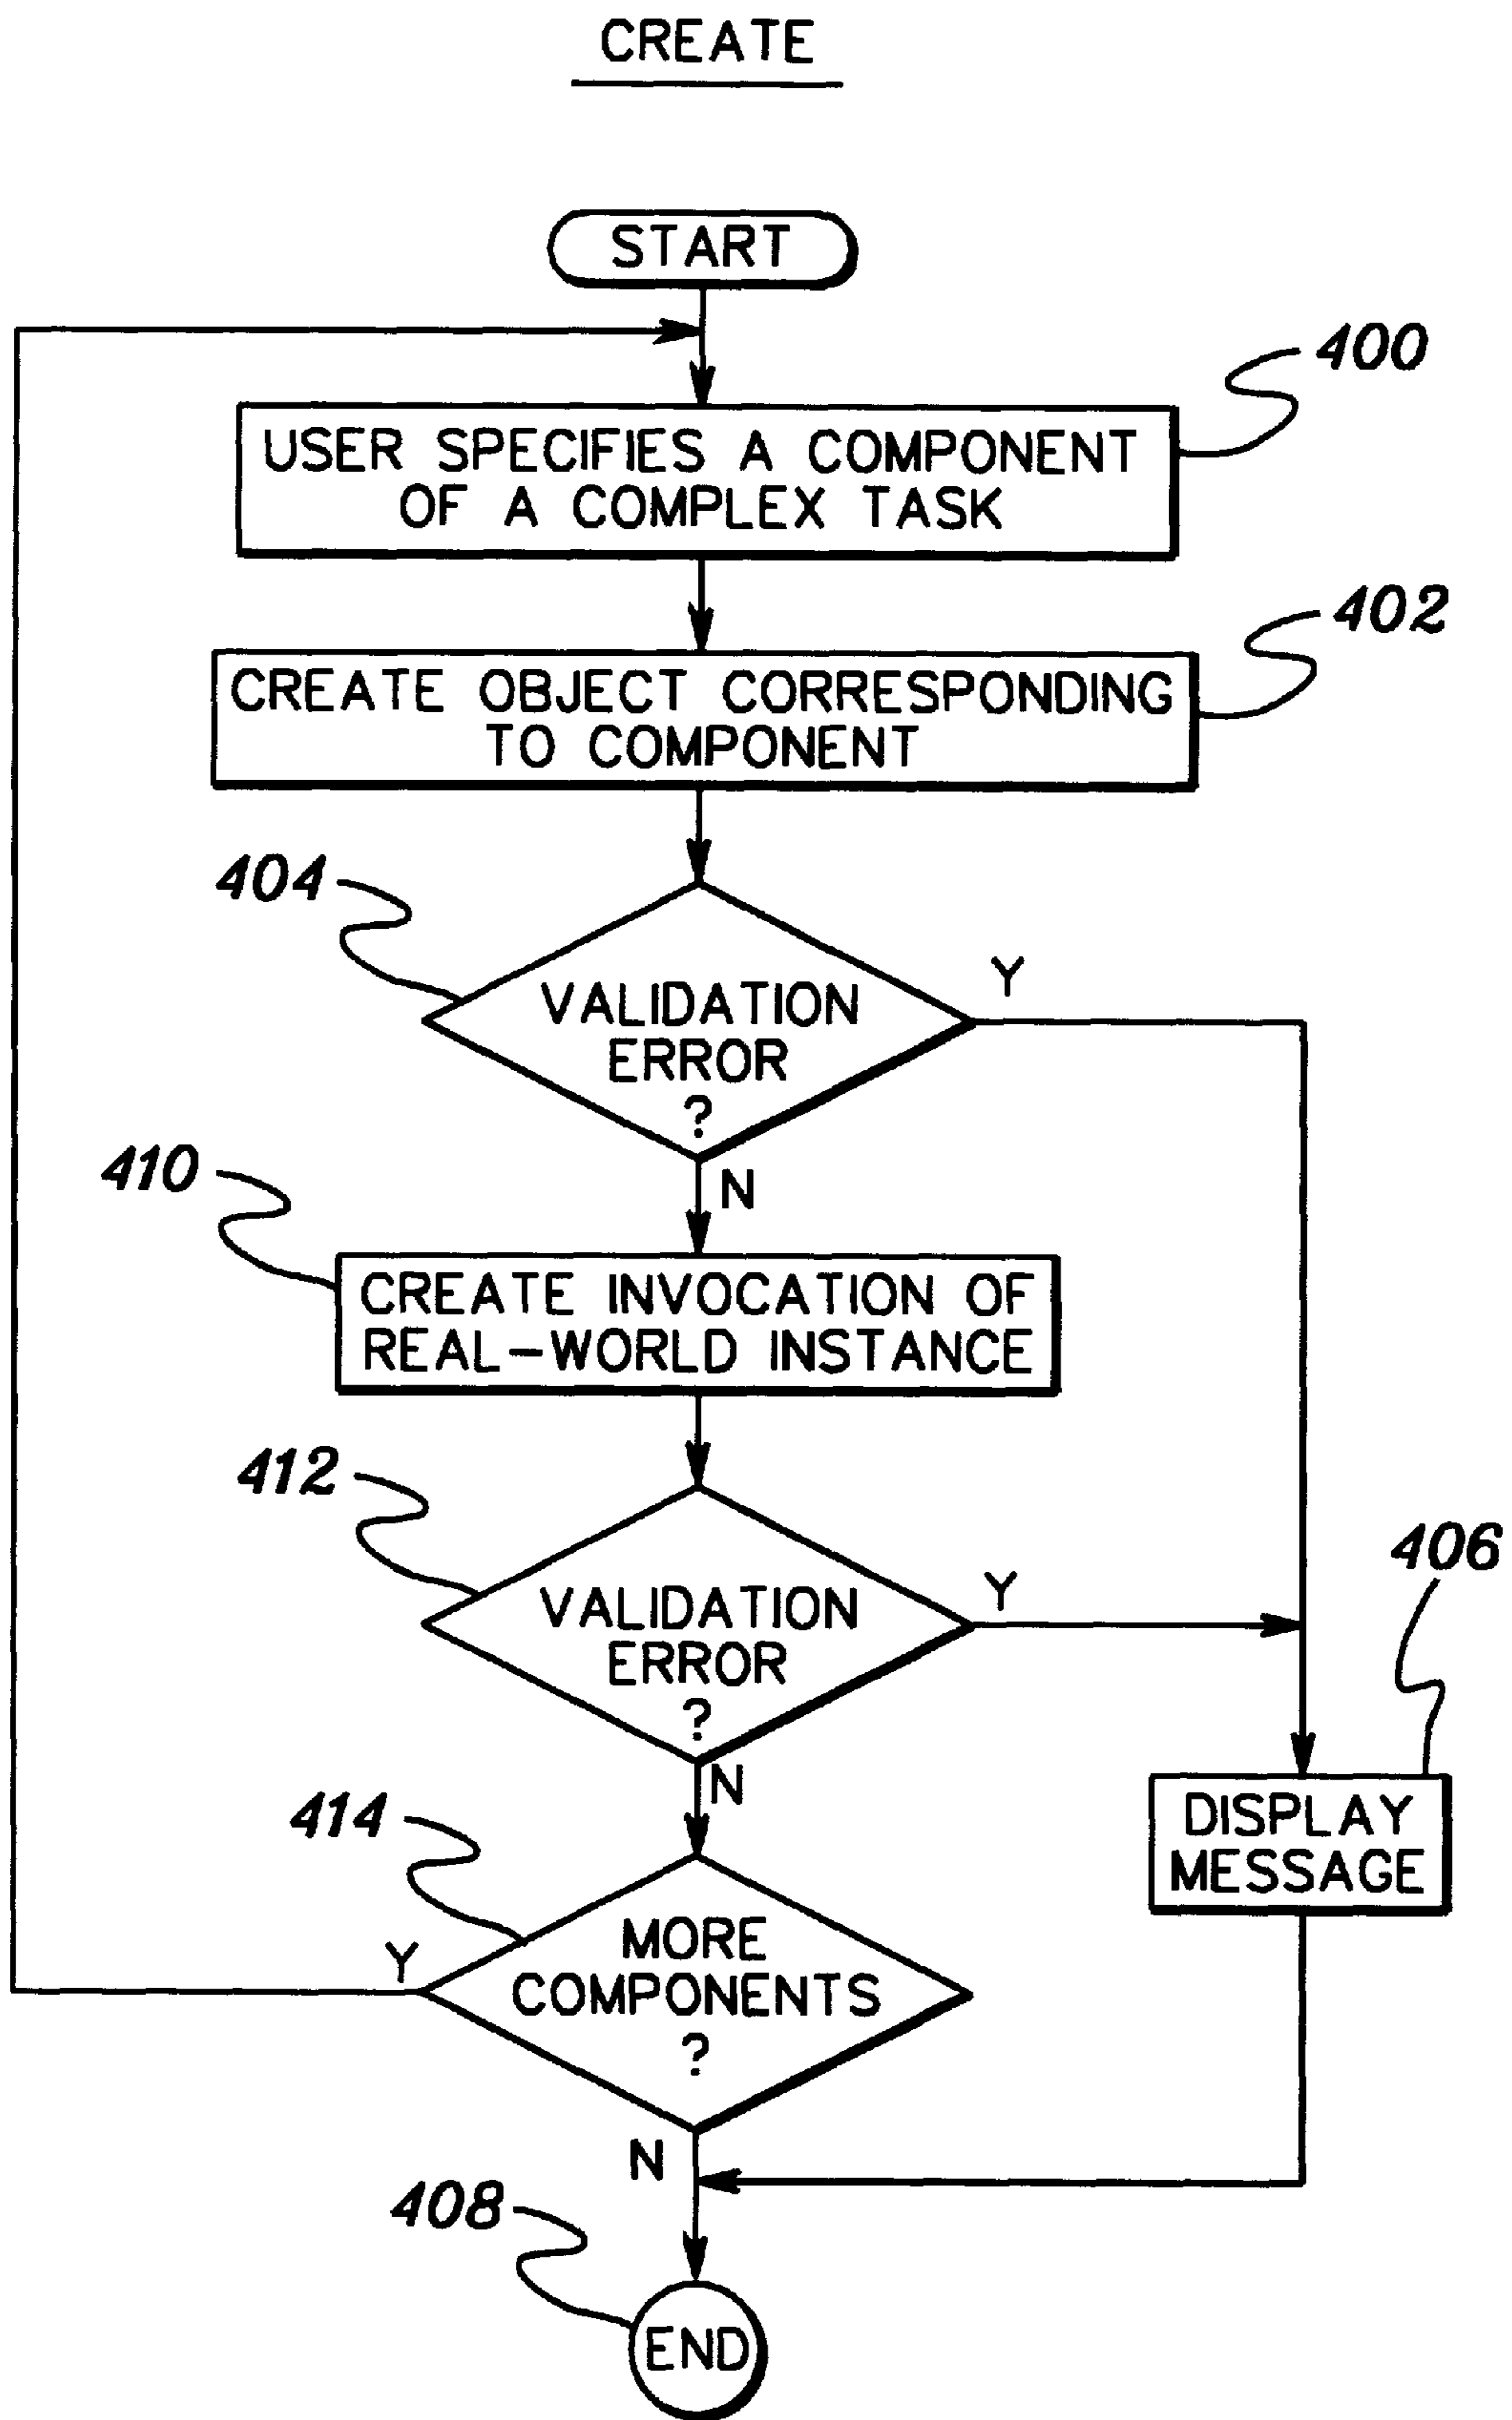 CREATE
START
400
USER SPECIFIES A COMPONENT
OF A COMPLEX TASK
402
CREATE OBJECT CORRESPONDING
TO COMPONENT
404
VALIDATION
ERROR
?
Y
N
410
CREATE INVOCATION OF
REAL-WORLD INSTANCE
412
VALIDATION
ERROR
?
Y
N
406
DISPLAY
MESSAGE
414
MORE
COMPONENTS
?
Y
N
408
END